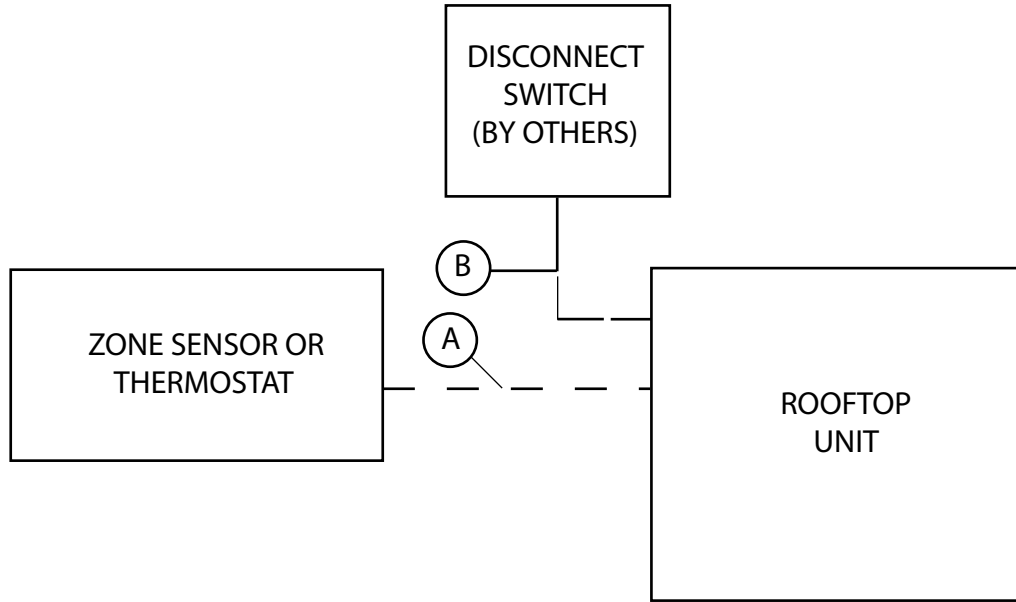 DISCONNECT
SWITCH
(BY OTHERS)
B
A
ZONE SENSOR OR
THERMOSTAT
ROOFTOP
UNIT